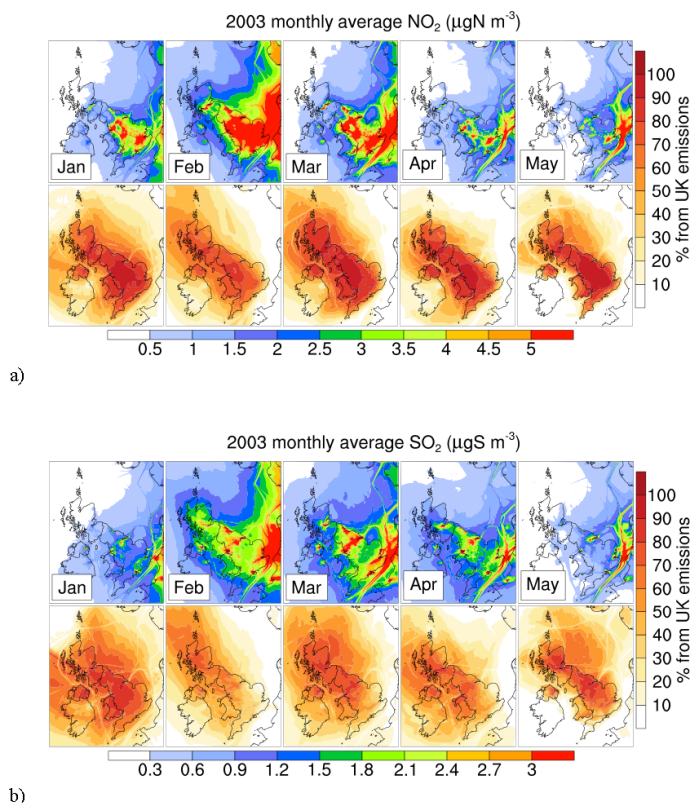 2003 monthly average NO₂ (µgN m⁻³)
Jan Feb Mar Apr May
100
90
80
70
60
50
40
30
20
10
% from UK emissions
0.5 1 1.5 2 2.5 3 3.5 4 4.5 5
a)
2003 monthly average SO₂ (µgS m⁻³)
Jan Feb Mar Apr May
100
90
80
70
60
50
40
30
20
10
% from UK emissions
0.3 0.6 0.9 1.2 1.5 1.8 2.1 2.4 2.7 3
b)